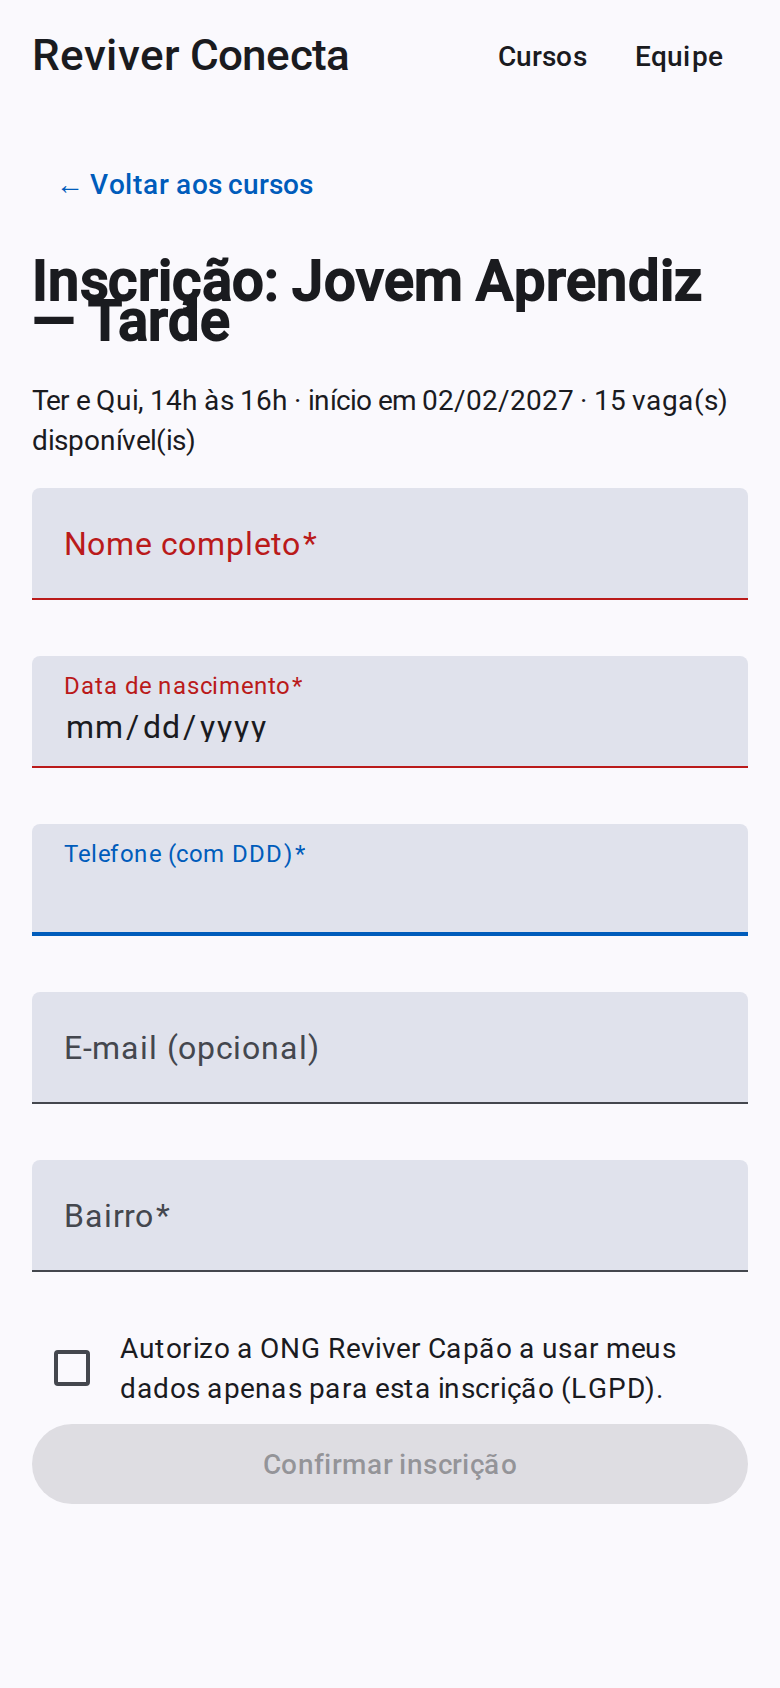 Reviver Conecta
Cursos
Equipe
← Voltar aos cursos
Inscrição: Jovem Aprendiz
— Tarde
Ter e Qui, 14h às 16h · início em 02/02/2027 · 15 vaga(s)
disponível(is)
Nome completo*
Data de nascimento*
mm/dd/yyyy
Telefone (com DDD)*
E-mail (opcional)
Bairro*
Autorizo a ONG Reviver Capão a usar meus
dados apenas para esta inscrição (LGPD).
Confirmar inscrição